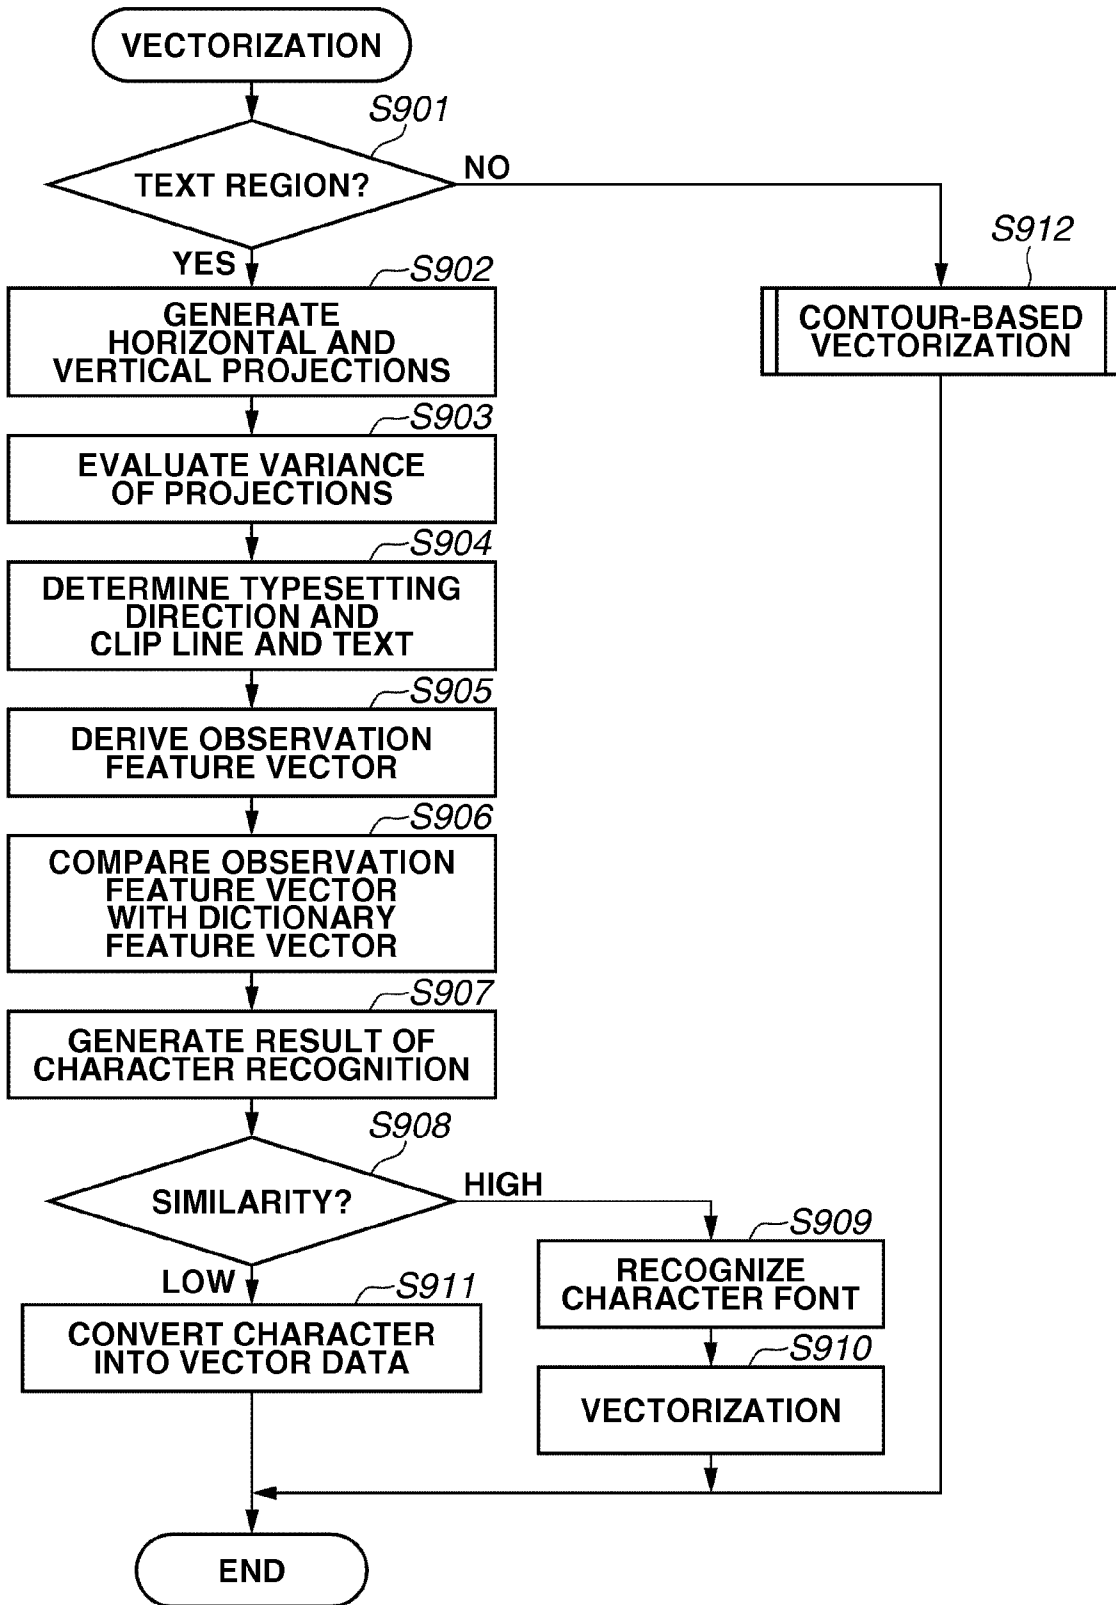 VECTORIZATION
S901
TEXT REGION?
NO
YES
S902
GENERATE
HORIZONTAL AND
VERTICAL PROJECTIONS
S912
CONTOUR-BASED
VECTORIZATION
S903
EVALUATE VARIANCE
OF PROJECTIONS
S904
DETERMINE TYPESETTING
DIRECTION AND
CLIP LINE AND TEXT
S905
DERIVE OBSERVATION
FEATURE VECTOR
S906
COMPARE OBSERVATION
FEATURE VECTOR
WITH DICTIONARY
FEATURE VECTOR
S907
GENERATE RESULT OF
CHARACTER RECOGNITION
S908
SIMILARITY?
HIGH
S909
RECOGNIZE
CHARACTER FONT
LOW
S911
CONVERT CHARACTER
INTO VECTOR DATA
S910
VECTORIZATION
END